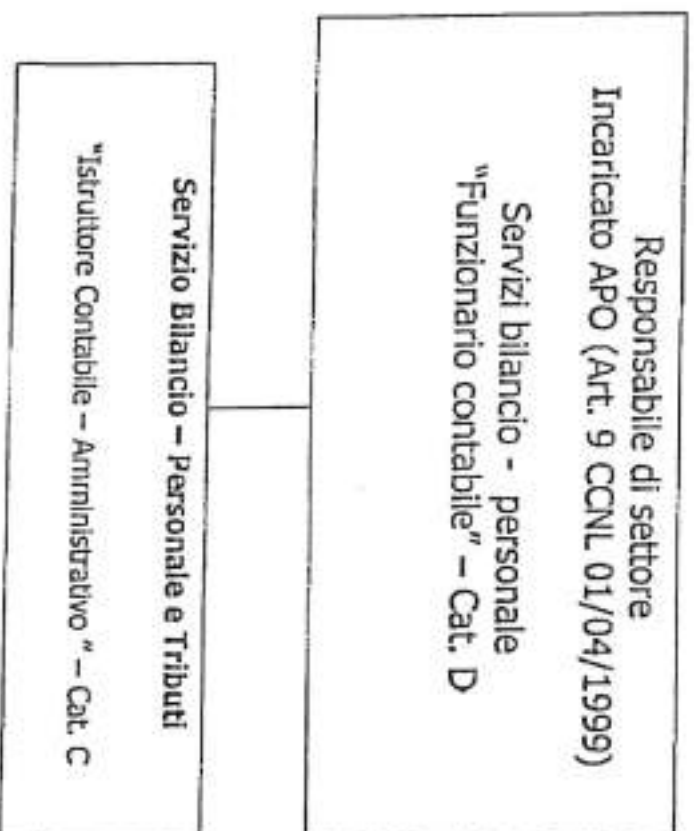 Responsabile di settore
Incaricato APO (Art. 9 CCNL 01/04/1999)
Servizi bilancio - personale
"Funzionario contabile" – Cat. D
Servizio Bilancio – Personale e Tributi
"Istruttore Contabile – Amministrativo " – Cat. C